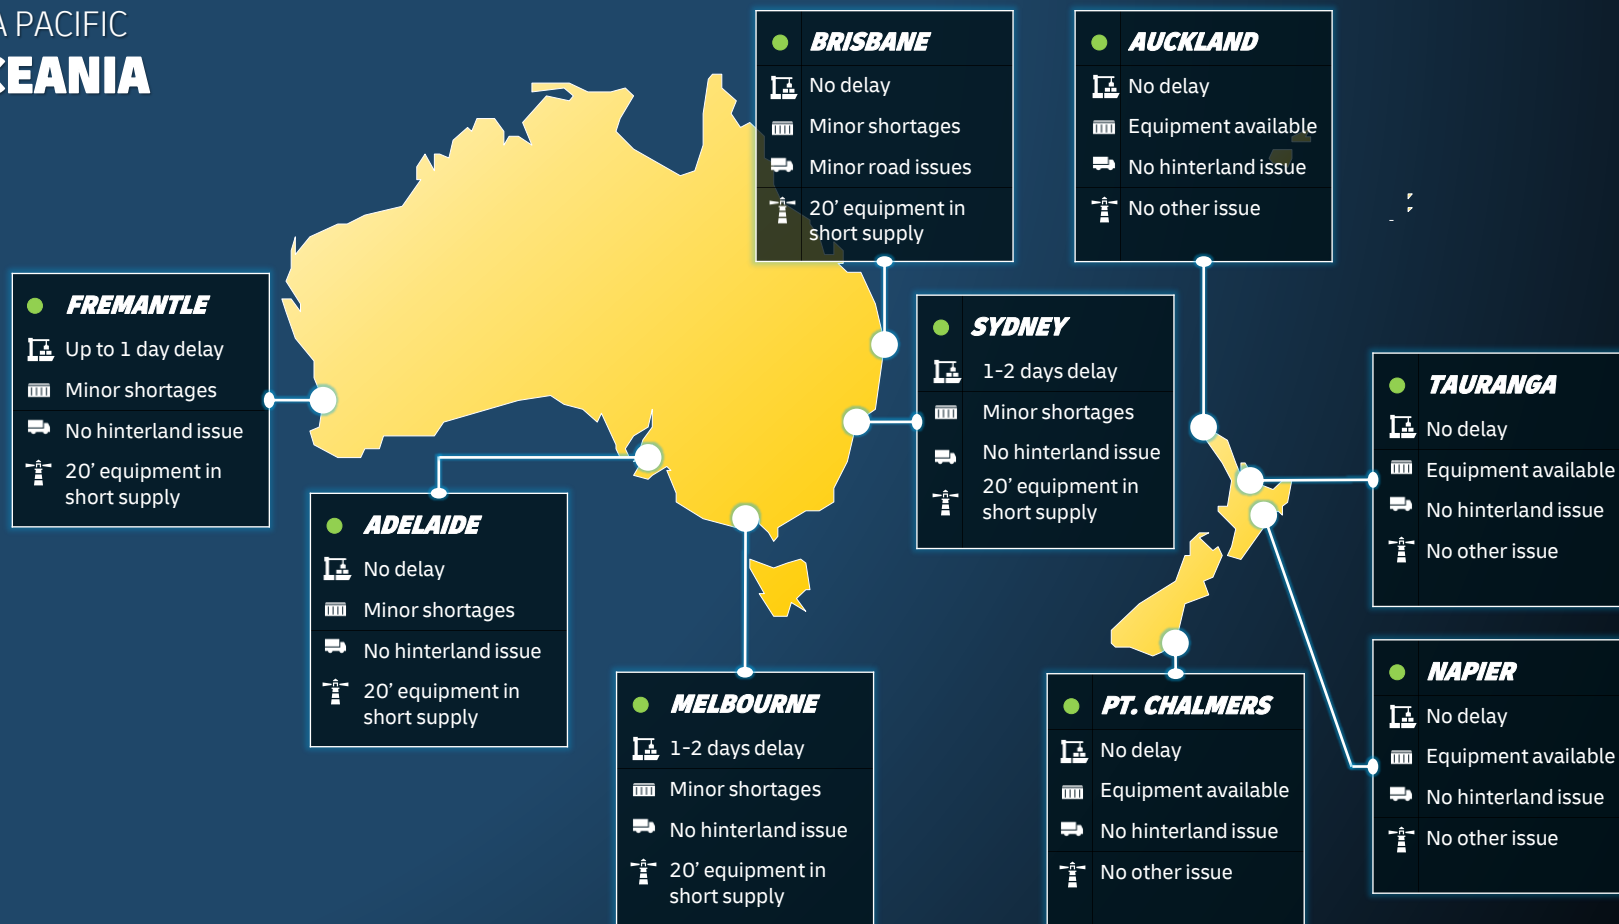 A PACIFIC
CEANIA
BRISBANE
No delay
Minor shortages
Minor road issues
20’ equipment in
short supply
AUCKLAND
No delay
Equipment available
No hinterland issue
No other issue
FREMANTLE
Up to 1 day delay
Minor shortages
No hinterland issue
20’ equipment in
short supply
SYDNEY
1-2 days delay
Minor shortages
No hinterland issue
20’ equipment in
short supply
TAURANGA
No delay
Equipment available
No hinterland issue
No other issue
ADELAIDE
No delay
Minor shortages
No hinterland issue
20’ equipment in
short supply
MELBOURNE
1-2 days delay
Minor shortages
No hinterland issue
20’ equipment in
short supply
PT. CHALMERS
No delay
Equipment available
No hinterland issue
No other issue
NAPIER
No delay
Equipment available
No hinterland issue
No other issue